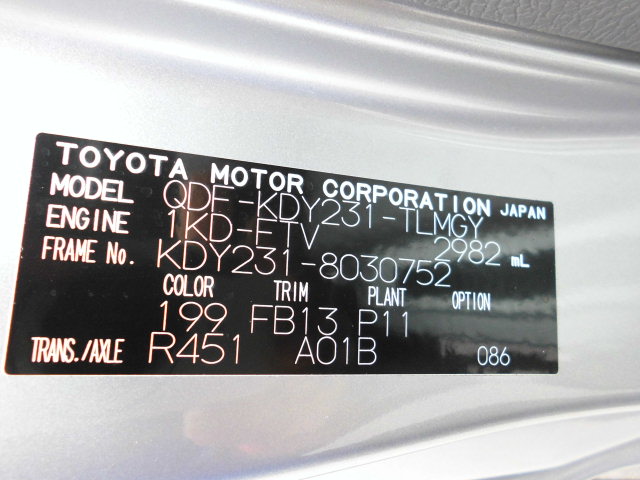 TOYOTA MOTOR CORPORATION JAPAN
MODEL QDF-KDY231-TLMGY
ENGINE 1KD-FTV 2982 mL
FRAME No. KDY231-8030752
COLOR TRIM PLANT OPTION
199 FB13 P11
TRANS./AXLE R451 A01B 086